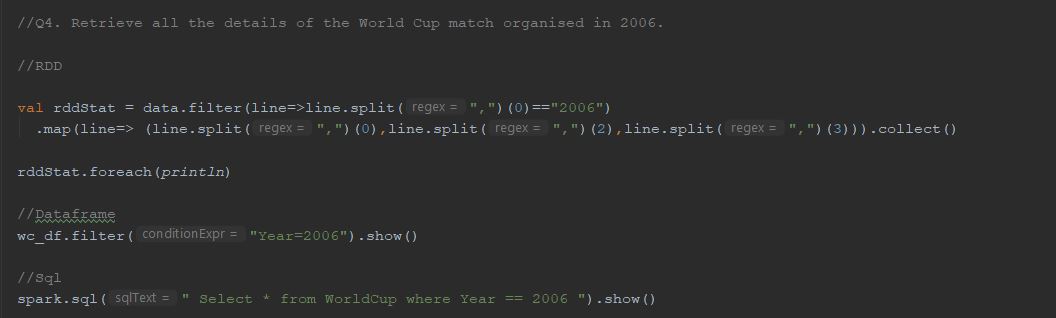 //Q4. Retrieve all the details of the World Cup match organised in 2006.
//RDD
val rddStat = data.filter(line=>line.split( regex = ",")(0)=="2006")
.map(line=> (line.split( regex = ",")(0),line.split( regex = ",")(2),line.split( regex = ",")(3))).collect()
rddStat.foreach(println)
//Dataframe
wc_df.filter( conditionExpr = "Year=2006").show()
//Sql
spark.sql( sqlText = " Select * from WorldCup where Year == 2006 ").show()